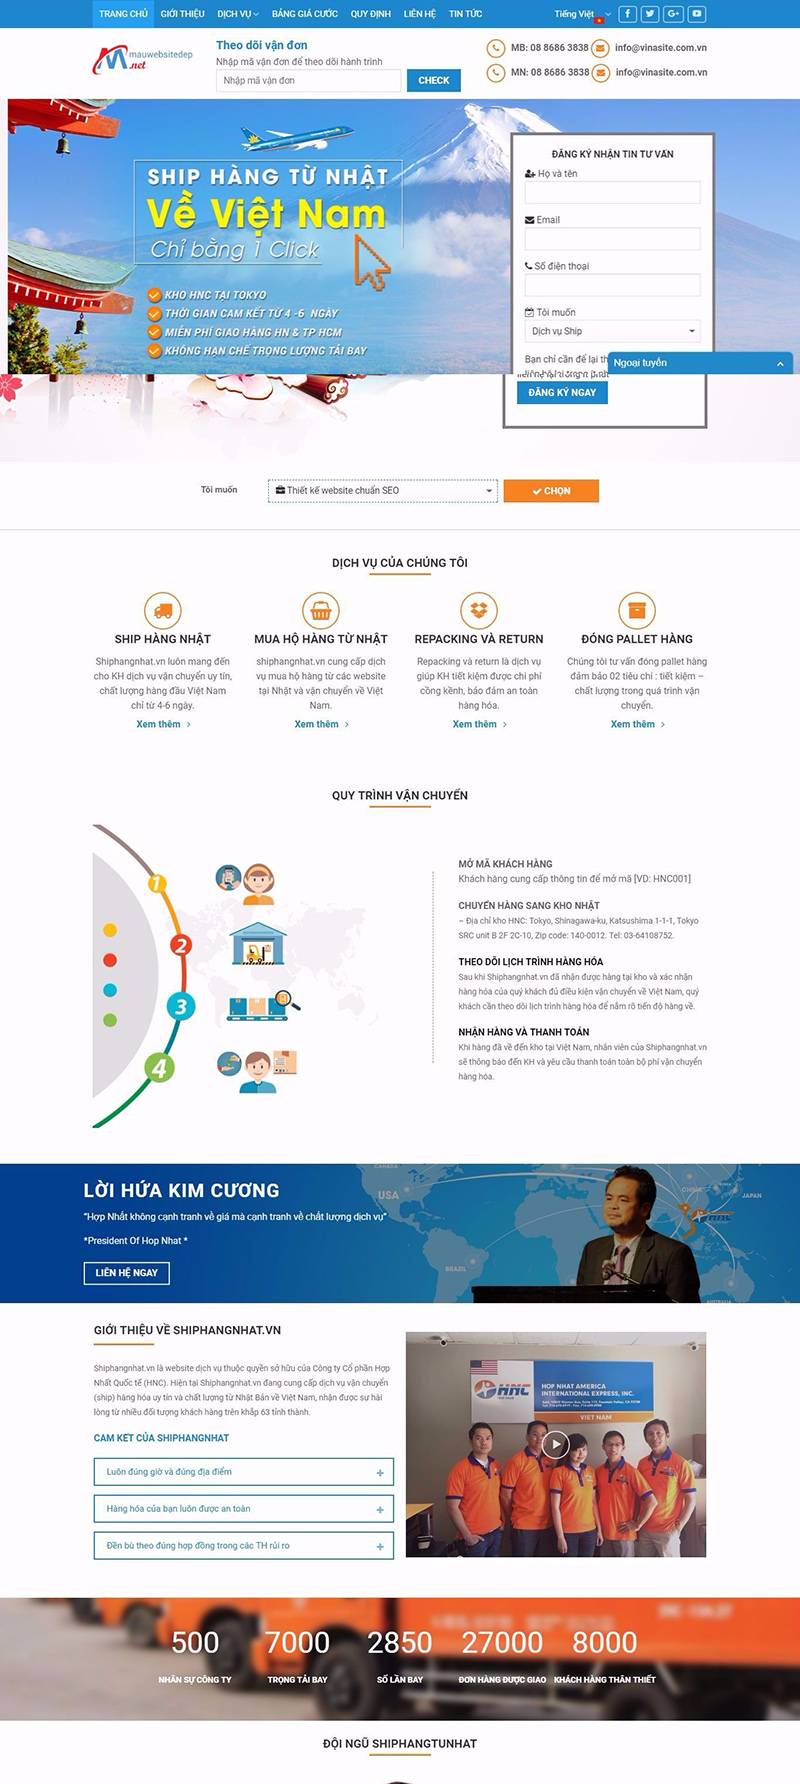 TRANG CHỦ GIỚI THIỆU DỊCH VỤ BẢNG GIÁ CƯỚC QUY ĐỊNH LIÊN HỆ TIN TỨC Tiếng Việt
mauwebsitedep
.net
Theo dõi vận đơn
Nhập mã vận đơn để theo dõi hành trình
Nhập mã vận đơn CHECK
MB: 08 8686 3838 info@vinasite.com.vn
MN: 08 8686 3838 info@vinasite.com.vn
SHIP HÀNG TỪ NHẬT
Về Việt Nam
Chỉ bằng 1 Click
KHO HNC TẠI TOKYO
THỜI GIAN CAM KẾT TỪ 4 -6 NGÀY
MIỄN PHÍ GIAO HÀNG HN & TP HCM
KHÔNG HẠN CHẾ TRỌNG LƯỢNG TẢI BAY
ĐĂNG KÝ NHẬN TIN TƯ VẤN
Họ và tên
Email
Số điện thoại
Tôi muốn
Dịch vụ Ship
Bạn chỉ cần để lại th
Ngoại tuyến
ĐĂNG KÝ NGAY
Tôi muốn Thiết kế website chuẩn SEO CHỌN
DỊCH VỤ CỦA CHÚNG TÔI
SHIP HÀNG NHẬT
Shiphangnhat.vn luôn mang đến
cho KH dịch vụ vận chuyển uy tín,
chất lượng hàng đầu Việt Nam
chỉ từ 4-6 ngày.
Xem thêm
MUA HỘ HÀNG TỪ NHẬT
shiphangnhat.vn cung cấp dịch
vụ mua hộ hàng từ các website
tại Nhật và vận chuyển về Việt
Nam.
Xem thêm
REPACKING VÀ RETURN
Repacking và return là dịch vụ
giúp KH tiết kiệm được chi phí
cồng kềnh, bảo đảm an toàn
hàng hóa.
Xem thêm
ĐÓNG PALLET HÀNG
Chúng tôi tư vấn đóng pallet hàng
đảm bảo 02 tiêu chí : tiết kiệm –
chất lượng trong quá trình vận
chuyển.
Xem thêm
QUY TRÌNH VẬN CHUYỂN
1
2
3
4
MỞ MÃ KHÁCH HÀNG
Khách hàng cung cấp thông tin để mở mã [VD: HNC001]
CHUYỂN HÀNG SANG KHO NHẬT
– Địa chỉ kho HNC: Tokyo, Shinagawa-ku, Katsushima 1-1-1, Tokyo
SRC unit B 2F 2C-10, Zip code: 140-0012. Tel: 03-64108752.
THEO DÕI LỊCH TRÌNH HÀNG HÓA
Sau khi Shiphangnhat.vn đã nhận được hàng tại kho và xác nhận
hàng hóa của quý khách đủ điều kiện vận chuyển về Việt Nam, quý
khách cần theo dõi lịch trình hàng hóa để nắm rõ tiến độ hàng về.
NHẬN HÀNG VÀ THANH TOÁN
Khi hàng đã về đến kho tại Việt Nam, nhân viên của Shiphangnhat.vn
sẽ thông báo đến KH và yêu cầu thanh toán toàn bộ phí vận chuyển
hàng hóa.
LỜI HỨA KIM CƯƠNG
“Hợp Nhất không cạnh tranh về giá mà cạnh tranh về chất lượng dịch vụ”
*President Of Hop Nhat *
LIÊN HỆ NGAY
CANADA
USA
BRAZIL
CHINA
JAPAN
HNC
AUSTRALIA
GIỚI THIỆU VỀ SHIPHANGNHAT.VN
Shiphangnhat.vn là website dịch vụ thuộc quyền sở hữu của Công ty Cổ phần Hợp
Nhất Quốc tế (HNC). Hiện tại Shiphangnhat.vn đang cung cấp dịch vụ vận chuyển
(ship) hàng hóa uy tín và chất lượng từ Nhật Bản về Việt Nam, nhận được sự hài
lòng từ nhiều đối tượng khách hàng trên khắp 63 tỉnh thành.
CAM KẾT CỦA SHIPHANGNHAT
Luôn đúng giờ và đúng địa điểm
Hàng hóa của bạn luôn được an toàn
Đền bù theo đúng hợp đồng trong các TH rủi ro
HNC
HOP NHAT AMERICA
INTERNATIONAL EXPRESS, INC.
VIET NAM
500 7000 2850 27000 8000
NHÂN SỰ CÔNG TY TRỌNG TẢI BAY SỐ LẦN BAY ĐƠN HÀNG ĐƯỢC GIAO KHÁCH HÀNG THÂN THIẾT
ĐỘI NGŨ SHIPHANGTUNHAT